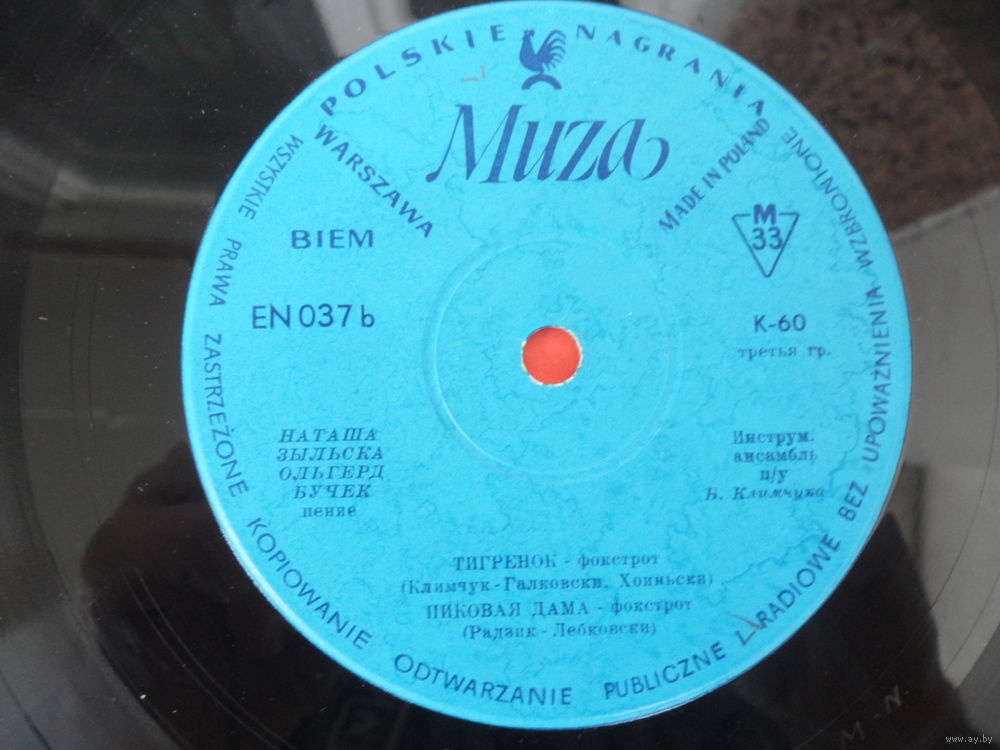 POLSKIE NAGRANIA
WARSZAWA
Muza
MADE IN POLAND
BIEM
M
33
EN 037 b
K-60
третья гр.
НАТАША
ЗЫЛЬСКА
ОЛЬГЕРД
БУЧЕК
пение
Инструм.
ансамбль
п/у
Б. Климчука
ТИГРЕНОК - фокстрот
(Климчук-Галковски, Хоиньски)
ПИКОВАЯ ДАМА - фокстрот
(Радзик - Лебковски)
WSZYSTKIE PRAWA ZASTRZEŻONE KOPIOWANIE ODTWARZANIE PUBLICZNE I RADIOWE BEZ UPOWAŻNIENIA WZBRONIONE
M-N
www.ay.by